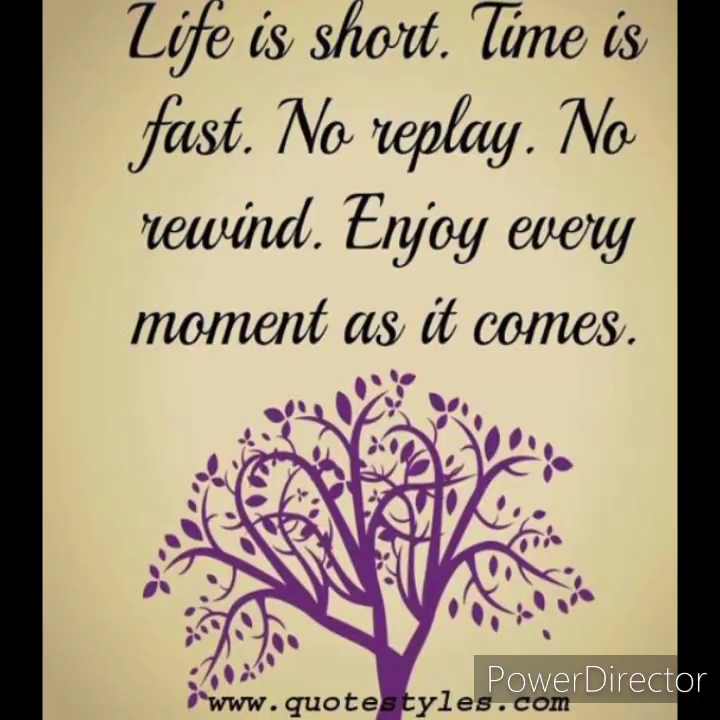 Life is short. Time is
fast. No replay. No
rewind. Enjoy every
moment as it comes.
PowerDirector
www.quotestyles.com